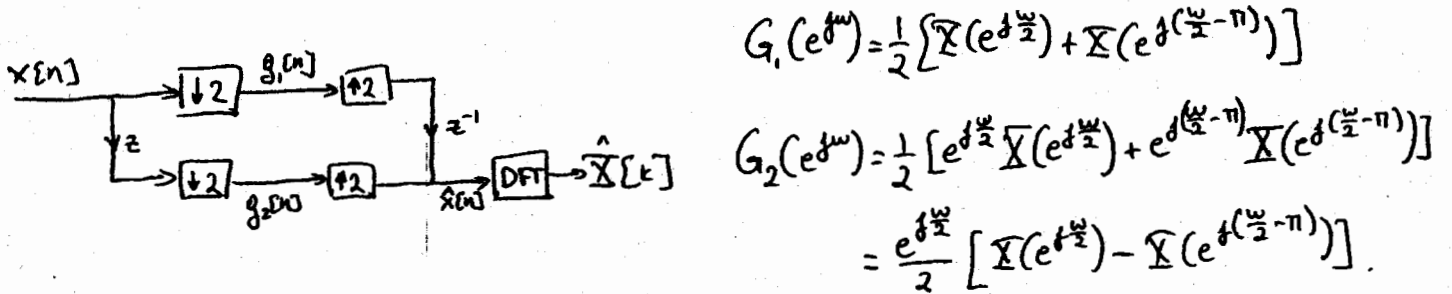 x[n]
↓2
g₁[n]
↑2
z
z⁻¹
↓2
g₂[n]
↑2
x̂[n]
DFT
X̂[k]
G₁(e^{jω}) = 1/2 [X(e^{jω/2}) + X(e^{j(ω/2-π)})]
G₂(e^{jω}) = 1/2 [e^{jω/2} X(e^{jω/2}) + e^{j(ω/2-π)} X(e^{j(ω/2-π)})]
= e^{jω/2}/2 [X(e^{jω/2}) - X(e^{j(ω/2-π)})].